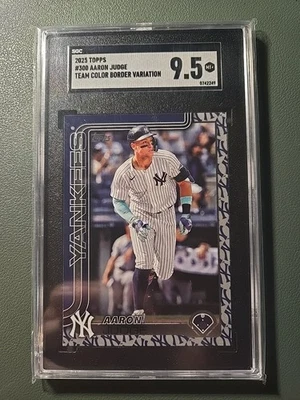 SGC
2025 TOPPS
#300 AARON JUDGE
TEAM COLOR BORDER VARIATION
9.5
YANKEES
NY
AARON